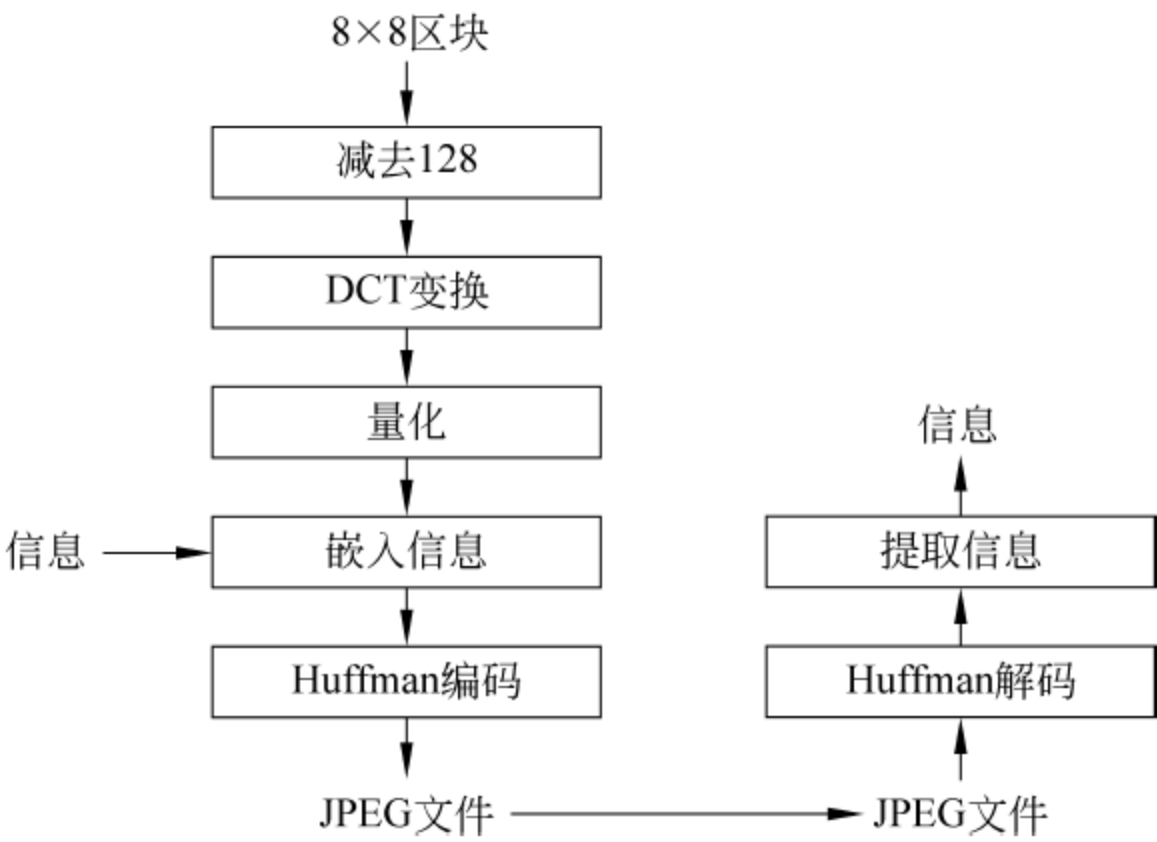 8×8区块
减去128
DCT变换
量化
信息
嵌入信息
Huffman编码
JPEG文件
JPEG文件
Huffman解码
提取信息
信息